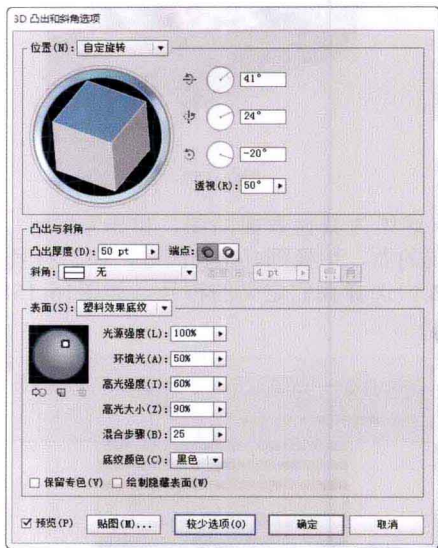 3D 凸出和斜角选项
位置(N): 自定旋转
41°
24°
-20°
透视(R): 50°
凸出与斜角
凸出厚度(D): 50 pt 端点:
斜角: 无 4 pt
表面(S): 塑料效果底纹
光源强度(L): 100%
环境光(A): 50%
高光强度(I): 60%
高光大小(Z): 90%
混合步骤(B): 25
底纹颜色(C): 黑色
保留专色(V) 绘制隐藏表面(W)
预览(P) 贴图(M)... 较少选项(O) 确定 取消